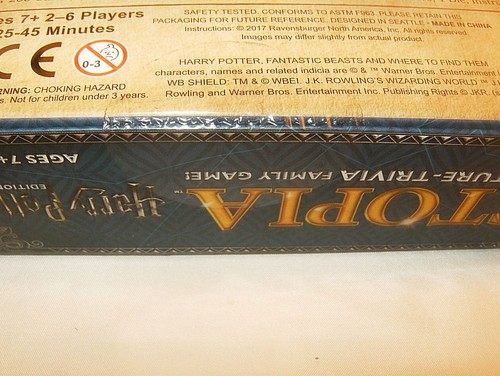 7+ 2–6 Players
25-45 Minutes
CE
0-3
WARNING: CHOKING HAZARD
Not for children under 3 years.
SAFETY TESTED. CONFORMS TO ASTM F963. PLEASE RETAIN THIS
PACKAGING FOR FUTURE REFERENCE. DESIGNED IN SEATTLE • MADE IN CHINA
Instructions: © 2017 Ravensburger North America, Inc. All rights reserved.
Images may differ slightly from actual product.
HARRY POTTER, FANTASTIC BEASTS AND WHERE TO FIND THEM
characters, names and related indicia are © & ™ Warner Bros. Entertainment
WB SHIELD: TM & © WBEI. J.K. ROWLING'S WIZARDING WORLD ™ J.K.
Rowling and Warner Bros. Entertainment Inc. Publishing Rights © JKR. (s
TURE-TRIVIA FAMILY GAME!
TOPIA™
Harry Potter
EDITION
AGES 7+